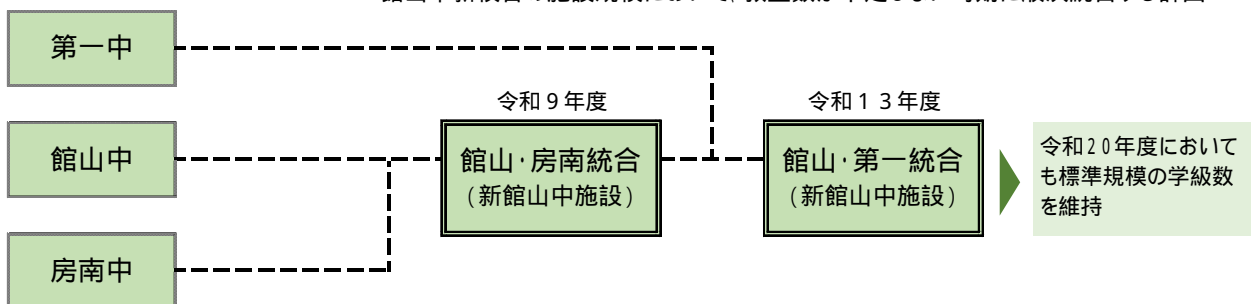 第一中
令和９年度
令和１３年度
館山中
館山・房南統合
（新館山中施設）
館山・第一統合
（新館山中施設）
令和20年度において
も標準規模の学級数
を維持
房南中